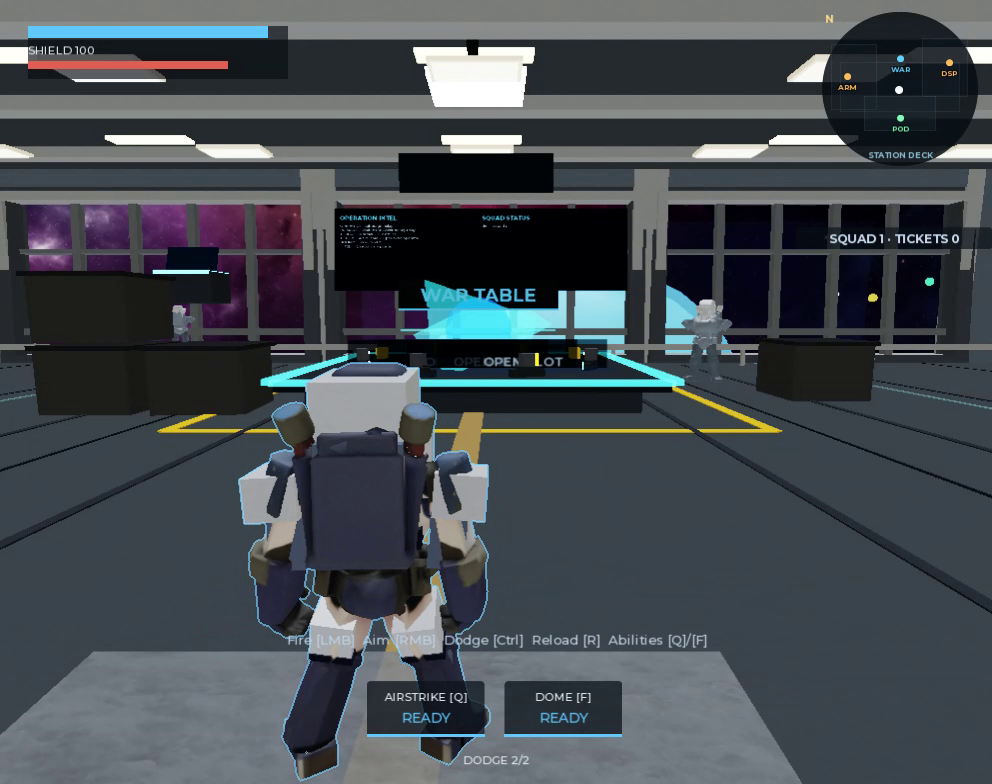 N
SHIELD 100
WAR
DSP
ARM
POD
STATION DECK
OPERATION INTEL
SQUAD STATUS
SQUAD 1 · TICKETS 0
WAR TABLE
OPEN
Fire [LMB] Aim [RMB] Dodge [Ctrl] Reload [R] Abilities [Q]/[F]
AIRSTRIKE [Q]
READY
DOME [F]
READY
DODGE 2/2